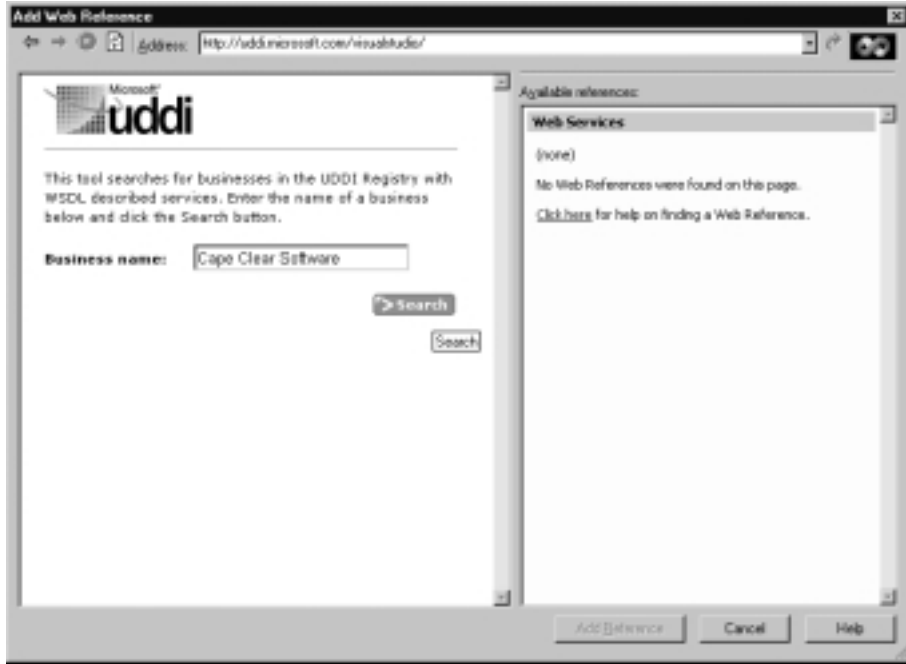 Add Web Reference
Address: http://uddi.microsoft.com/visualstudio/
Microsoft
uddi
This tool searches for businesses in the UDDI Registry with
WSDL described services. Enter the name of a business
below and click the Search button.
Business name: Cape Clear Software
Search
Search
Available references:
Web Services
(none)
No Web References were found on this page.
Click here for help on finding a Web Reference.
Add Reference
Cancel
Help